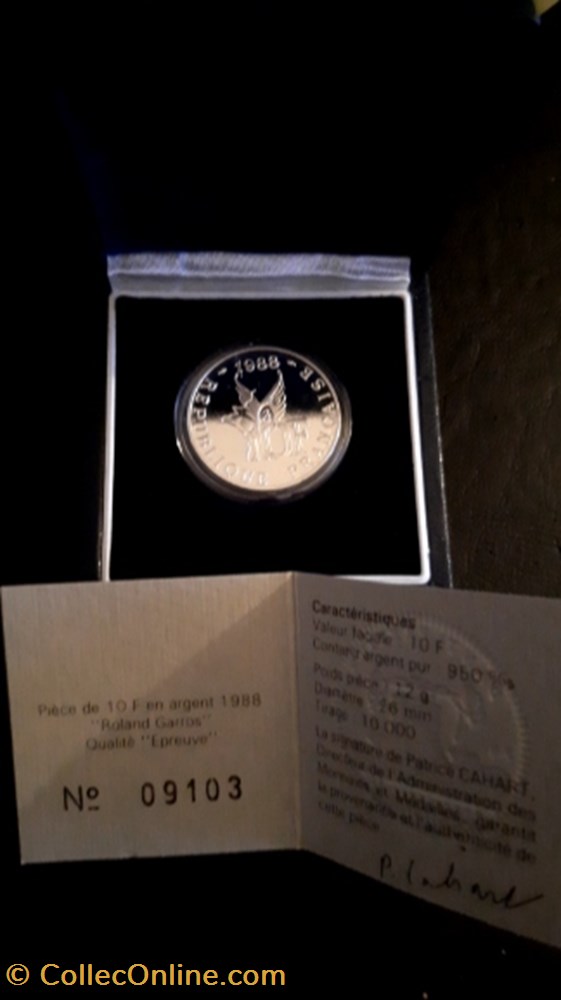 - 1988 -
REPUBLIQUE FRANÇAISE
Pièce de 10 F en argent 1988
"Roland Garros"
Qualité "Epreuve"
Nº 09103
Caractéristiques
Valeur faciale : 10 F
Contenu argent pur : 950 ‰
Poids pièce : 12 g
Diamètre : 26 mm
Tirage : 10 000
La signature de Patrice CAHART,
Directeur de l'Administration des
Monnaies et Médailles, garantit
la provenance et l'authenticité de
cette pièce.
P. Cahart
© CollecOnline.com